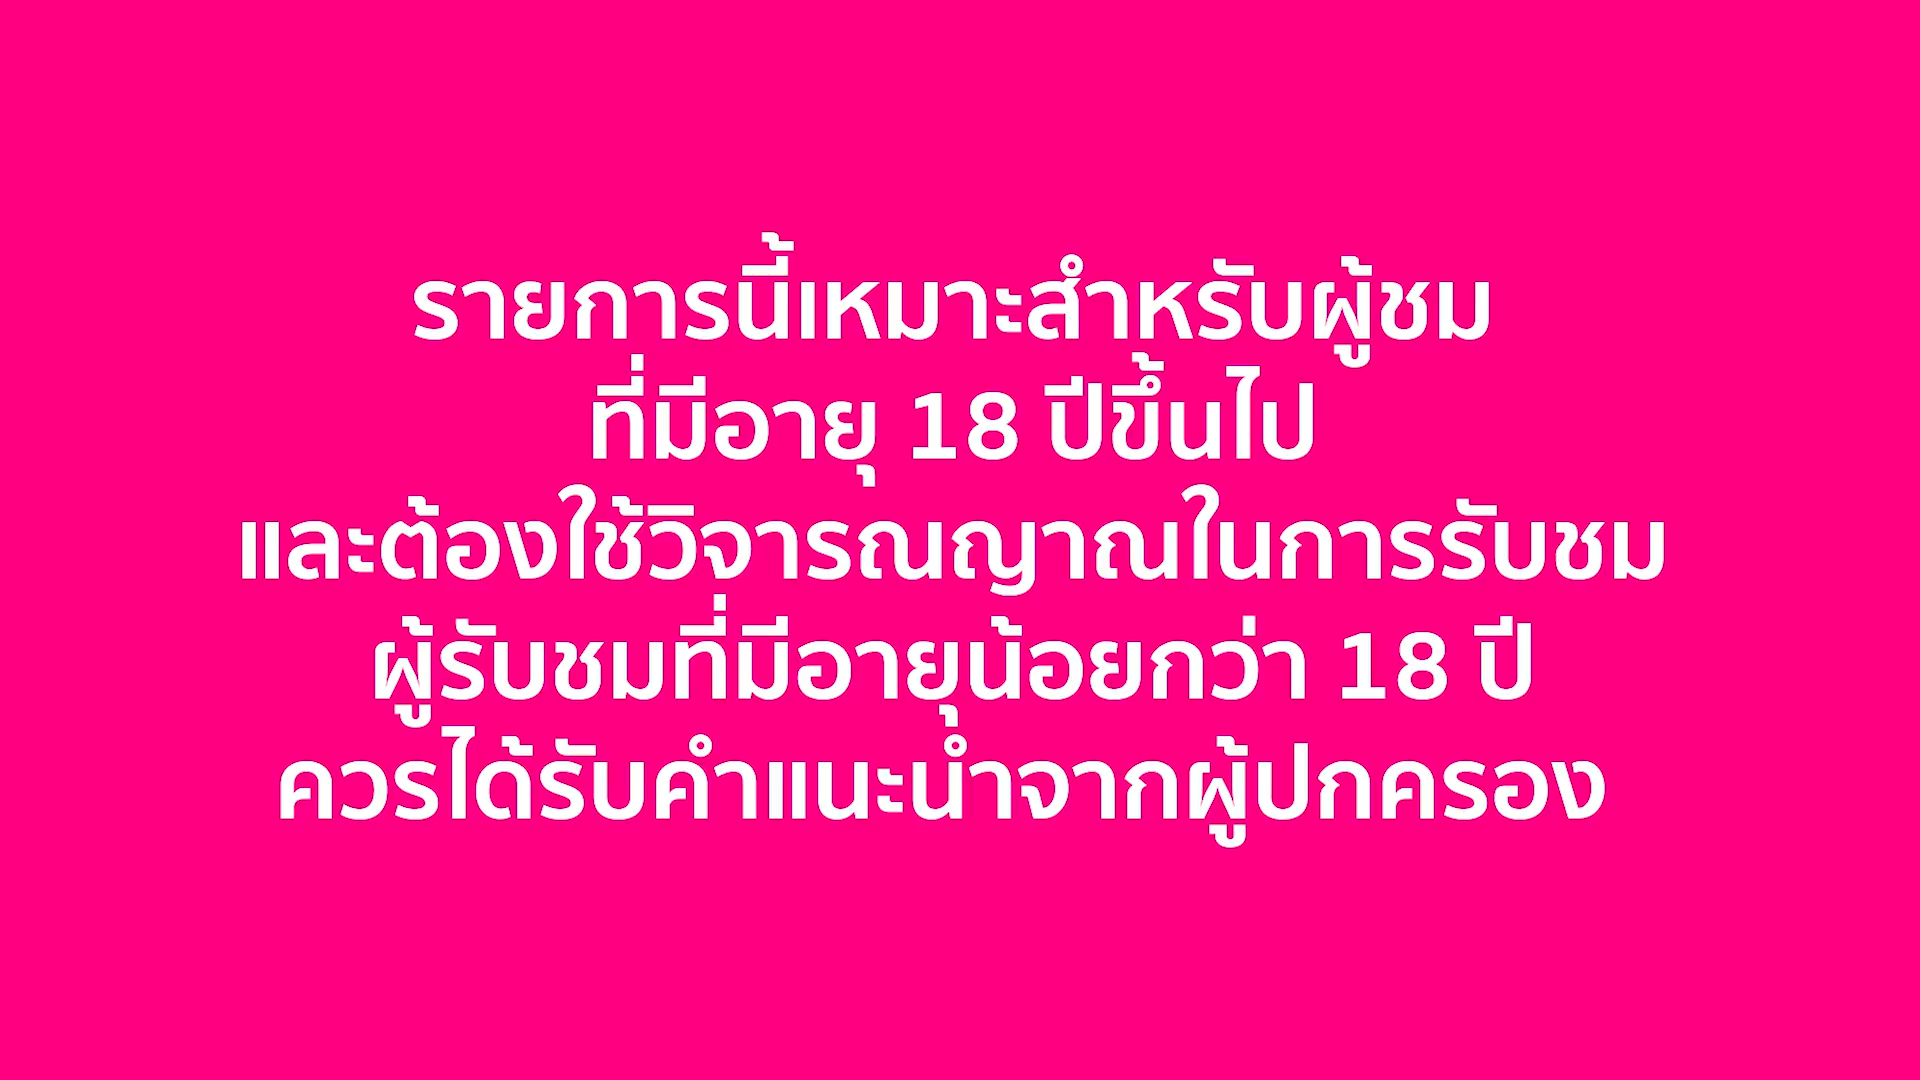 รายการนี้เหมาะสำหรับผู้ชม
ที่มีอายุ 18 ปีขึ้นไป
และต้องใช้วิจารณญาณในการรับชม
ผู้รับชมที่มีอายุน้อยกว่า 18 ปี
ควรได้รับคำแนะนำจากผู้ปกครอง